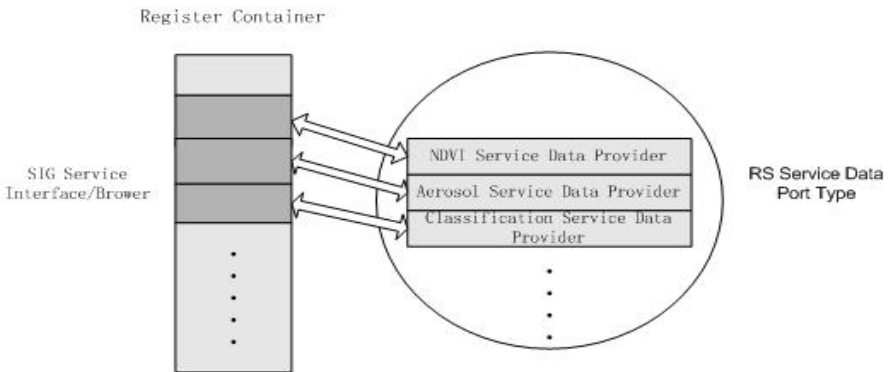 Register Container
SIG Service
Interface/Brower
NDVI Service Data Provider
Aerosol Service Data Provider
Classification Service Data
Provider
RS Service Data
Port Type